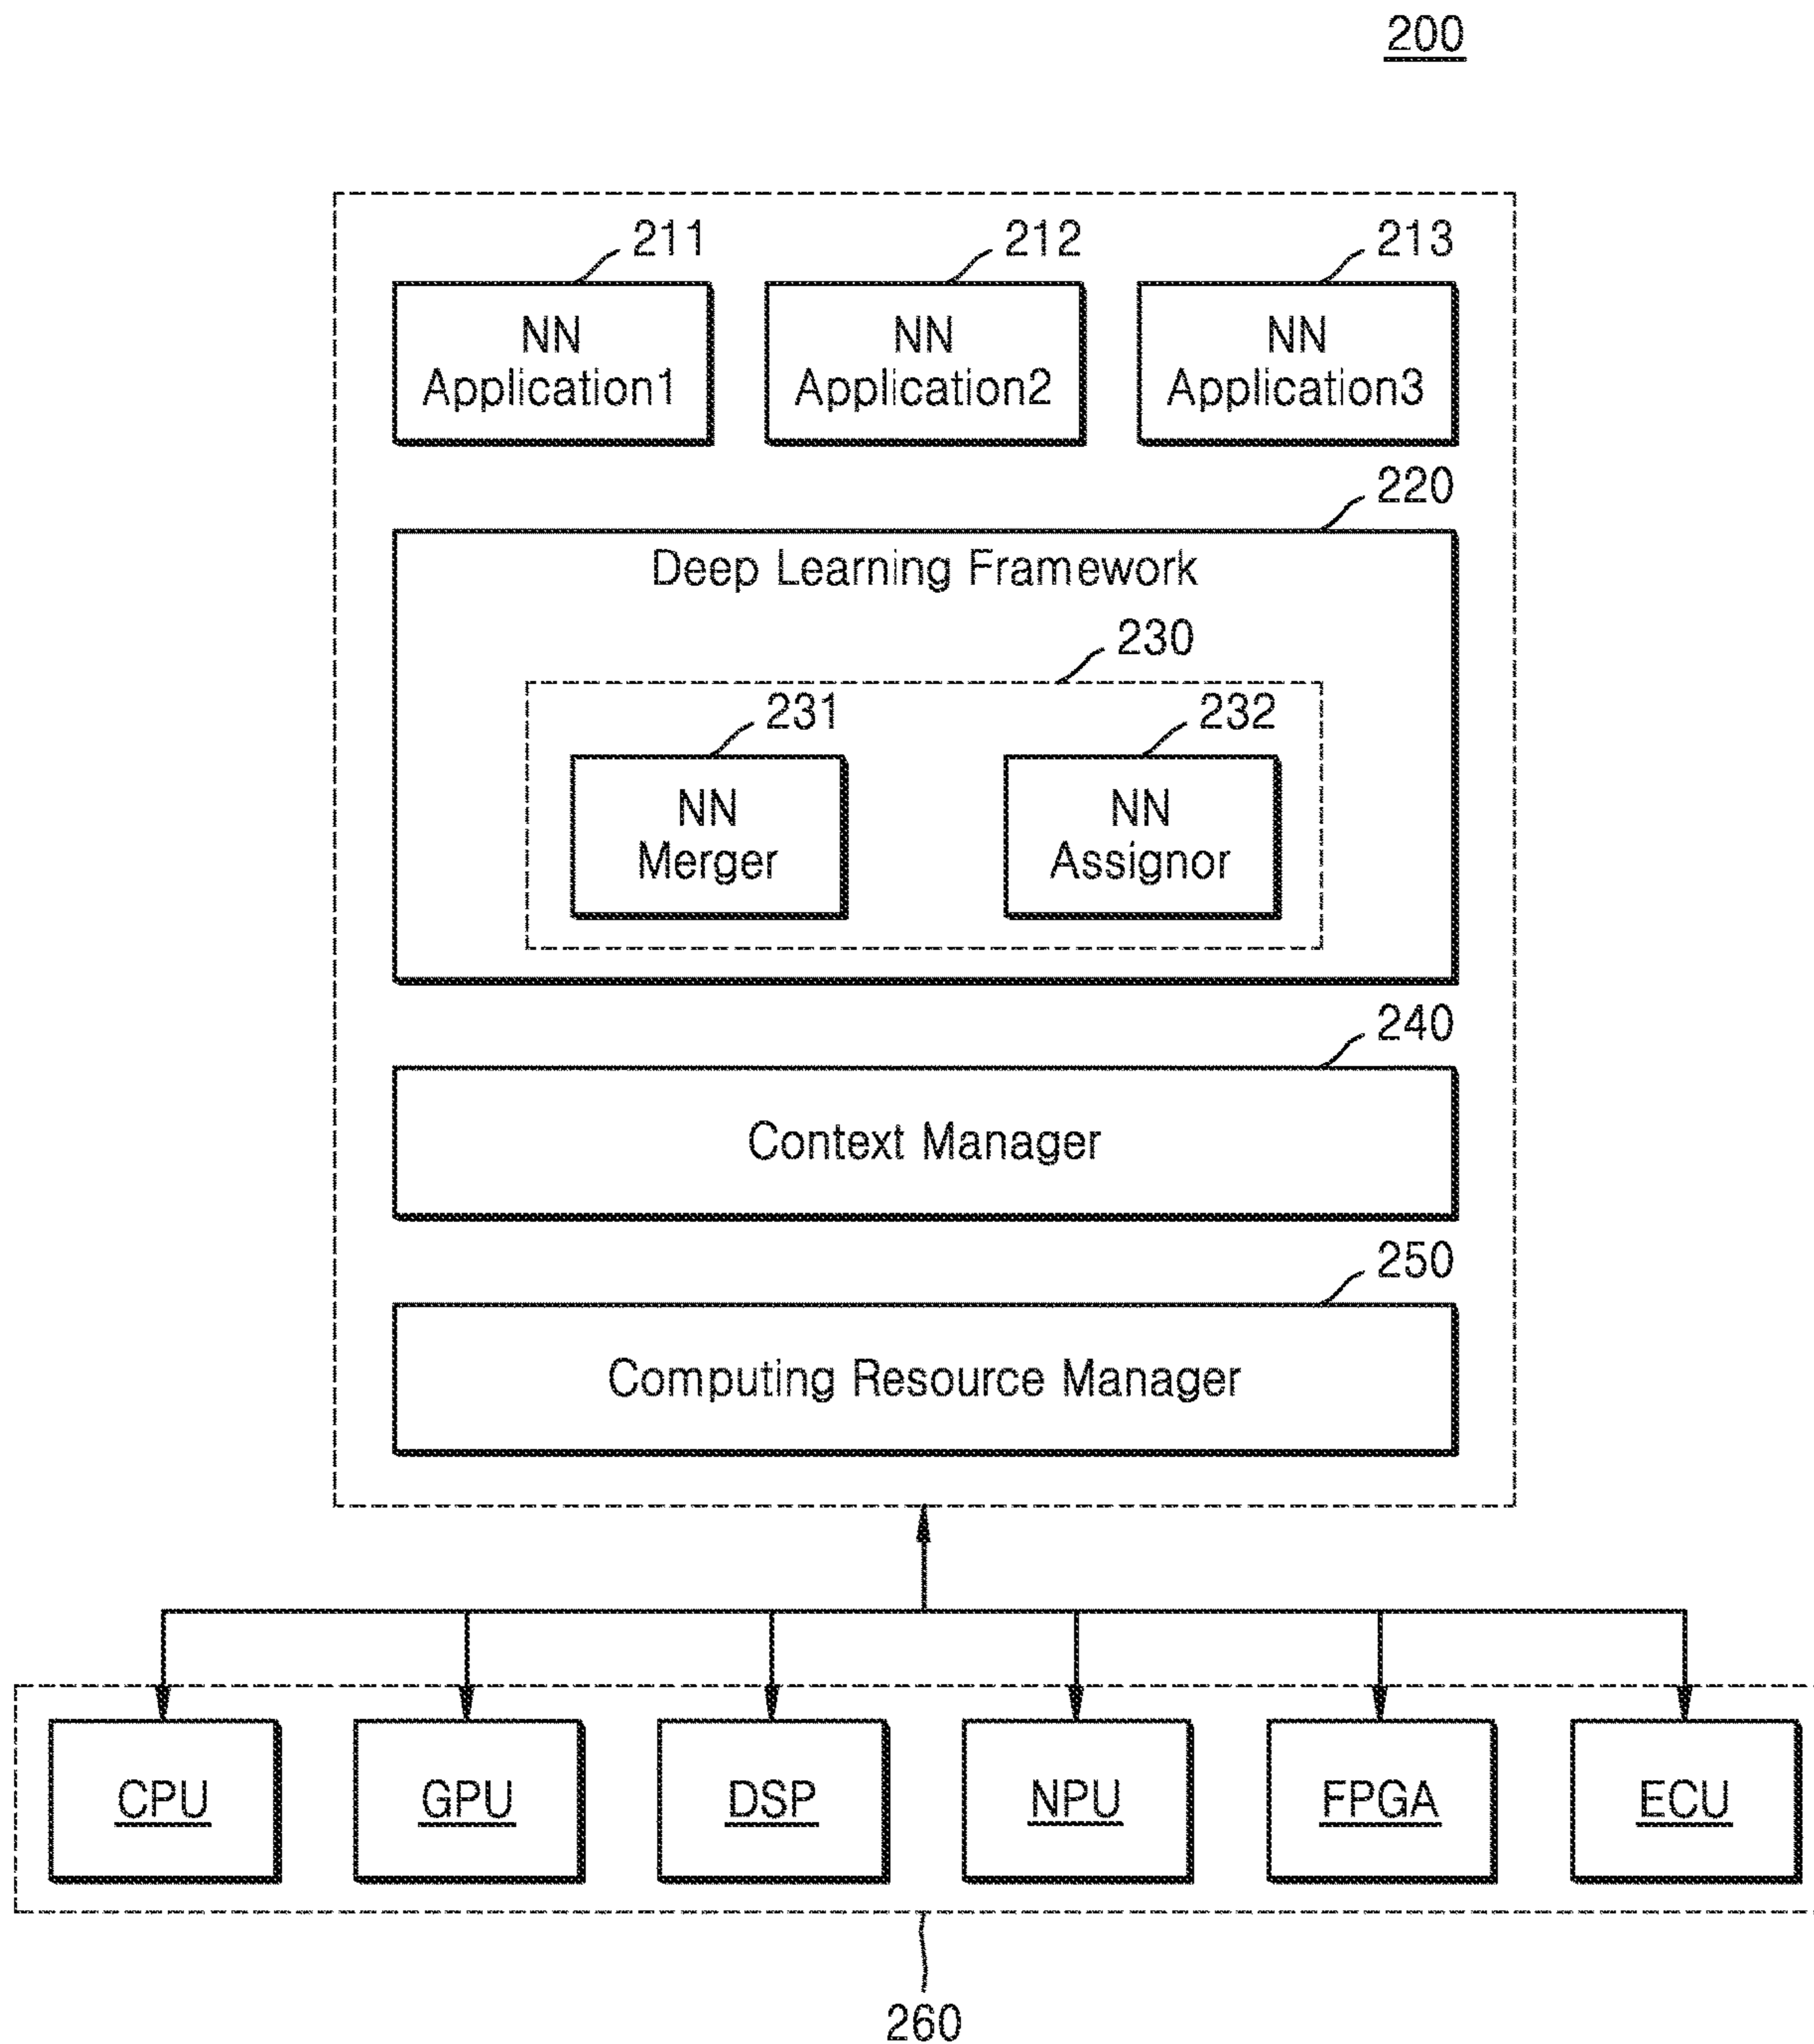 200
211
212
213
NN
Application1
NN
Application2
NN
Application3
220
Deep Learning Framework
230
231
232
NN
Merger
NN
Assignor
240
Context Manager
250
Computing Resource Manager
CPU
GPU
DSP
NPU
FPGA
ECU
260